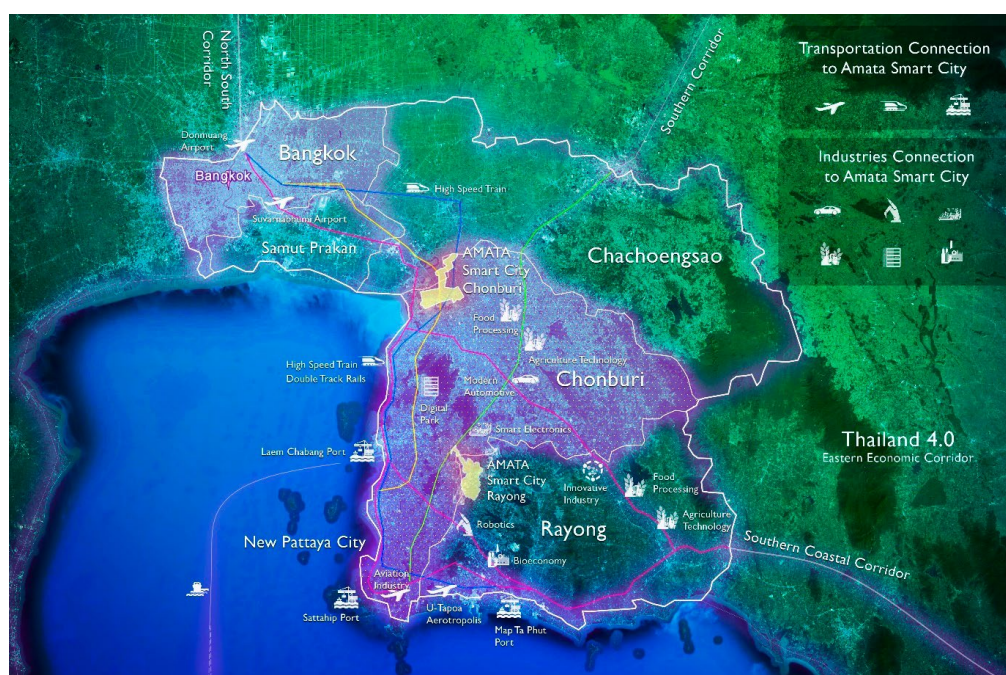 North South
Corridor
Southern Corridor
Transportation Connection
to Amata Smart City
Industries Connection
to Amata Smart City
Donmuang
Airport
Bangkok
Bangkok
High Speed Train
Suvarnabhumi Airport
Samut Prakan
AMATA
Smart City
Chonburi
Chachoengsao
Food
Processing
Agriculture Technology
High Speed Train
Double Track Rails
Modern
Automotive
Chonburi
Digital
Park
Smart Electronics
Thailand 4.0
Eastern Economic Corridor
Laem Chabang Port
AMATA
Smart City
Rayong
Innovative
Industry
Food
Processing
Agriculture
Technology
Robotics
Rayong
New Pattaya City
Southern Coastal Corridor
Bioeconomy
Aviation
Industry
Sattahip Port
U-Tapoa
Aerotropolis
Map Ta Phut
Port